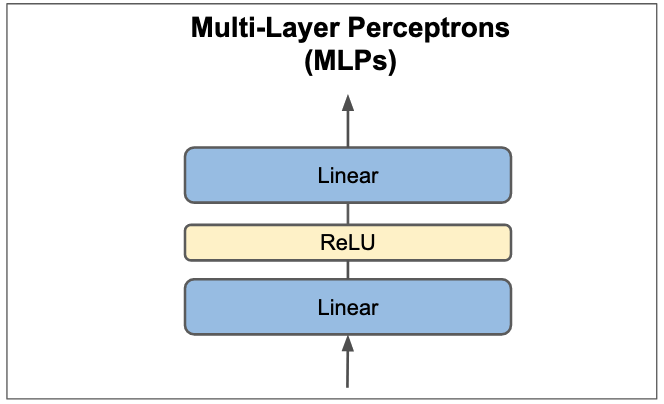 Multi-Layer Perceptrons
(MLPs)
Linear
ReLU
Linear